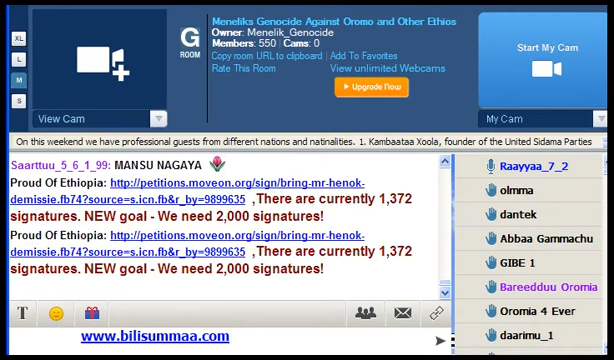 XL
L
M
S
View Cam
G
ROOM
Meneliks Genocide Against Oromo and Other Ethios
Owner: Menelik_Genocide
Members: 550 | Cams: 0
Copy room URL to clipboard | Add To Favorites
Rate This Room View unlimited Webcams
Upgrade Now
Start My Cam
My Cam
On this weekend we have professional guests from different nations and natinalities. 1. Kambaataa Xoola, founder of the United Sidama Parties
Saarttuu_5_6_1_99: MANSU NAGAYA
Proud Of Ethiopia: http://petitions.moveon.org/sign/bring-mr-henok-
demissie.fb74?source=s.icn.fb&r_by=9899635 ,There are currently 1,372
signatures. NEW goal - We need 2,000 signatures!
Proud Of Ethiopia: http://petitions.moveon.org/sign/bring-mr-henok-
demissie.fb74?source=s.icn.fb&r_by=9899635 ,There are currently 1,372
signatures. NEW goal - We need 2,000 signatures!
T
www.bilisummaa.com
Raayyaa_7_2
olmma
dantek
Abbaa Gammachu
GIBE 1
Bareedduu Oromia
Oromia 4 Ever
daarimu_1